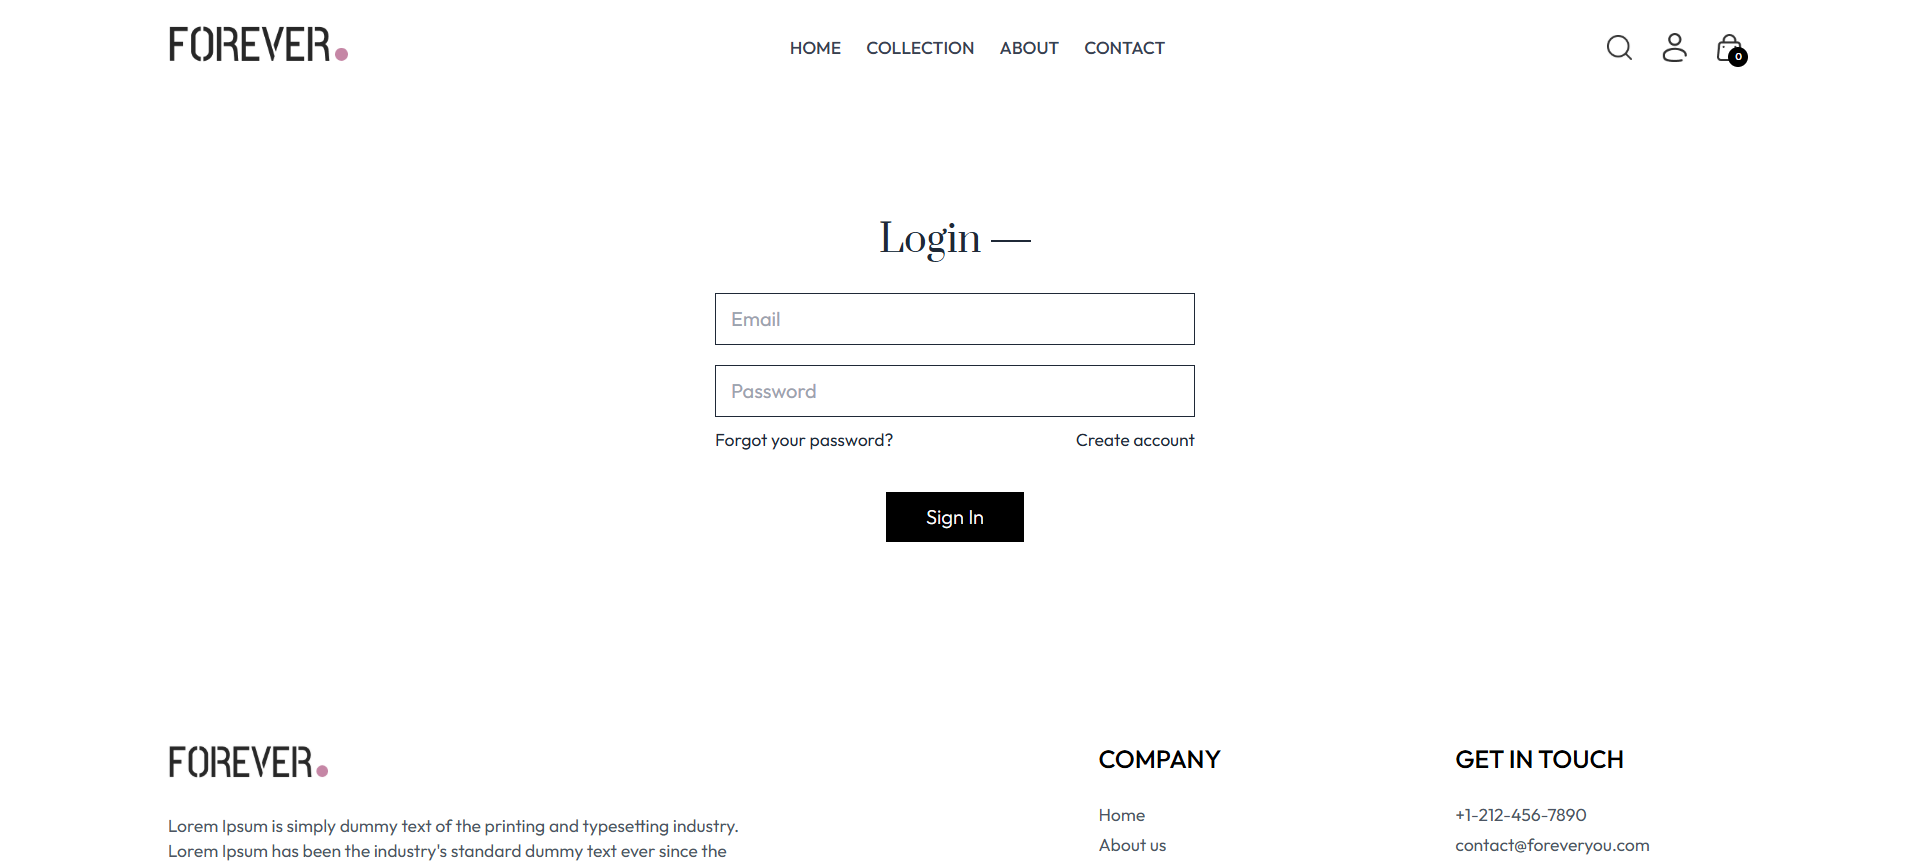 FOREVER.
HOME COLLECTION ABOUT CONTACT
0
Login —
Email
Password
Forgot your password? Create account
Sign In
FOREVER.
Lorem Ipsum is simply dummy text of the printing and typesetting industry.
Lorem Ipsum has been the industry's standard dummy text ever since the
COMPANY
Home
About us
GET IN TOUCH
+1-212-456-7890
contact@foreveryou.com